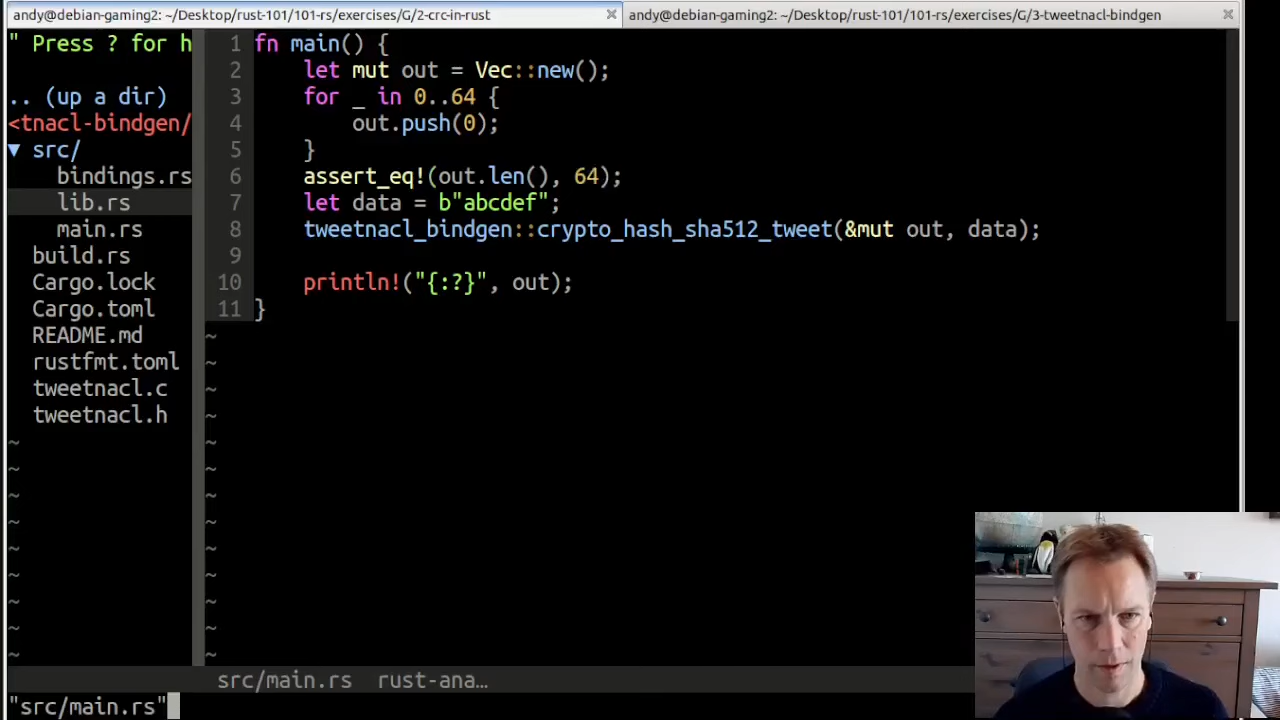 andy@debian-gaming2: ~/Desktop/rust-101/101-rs/exercises/G/2-crc-in-rust
andy@debian-gaming2: ~/Desktop/rust-101/101-rs/exercises/G/3-tweetnacl-bindgen
" Press ? for h
.. (up a dir)
<tnacl-bindgen/
▼ src/
bindings.rs
lib.rs
main.rs
build.rs
Cargo.lock
Cargo.toml
README.md
rustfmt.toml
tweetnacl.c
tweetnacl.h
~
~
~
~
~
~
~
~
~
1 fn main() {
2 let mut out = Vec::new();
3 for _ in 0..64 {
4 out.push(0);
5 }
6 assert_eq!(out.len(), 64);
7 let data = b"abcdef";
8 tweetnacl_bindgen::crypto_hash_sha512_tweet(&mut out, data);
9
10 println!("{:?}", out);
11 }
~
~
~
~
~
~
~
~
~
~
~
~
~
src/main.rs rust-ana…
"src/main.rs"